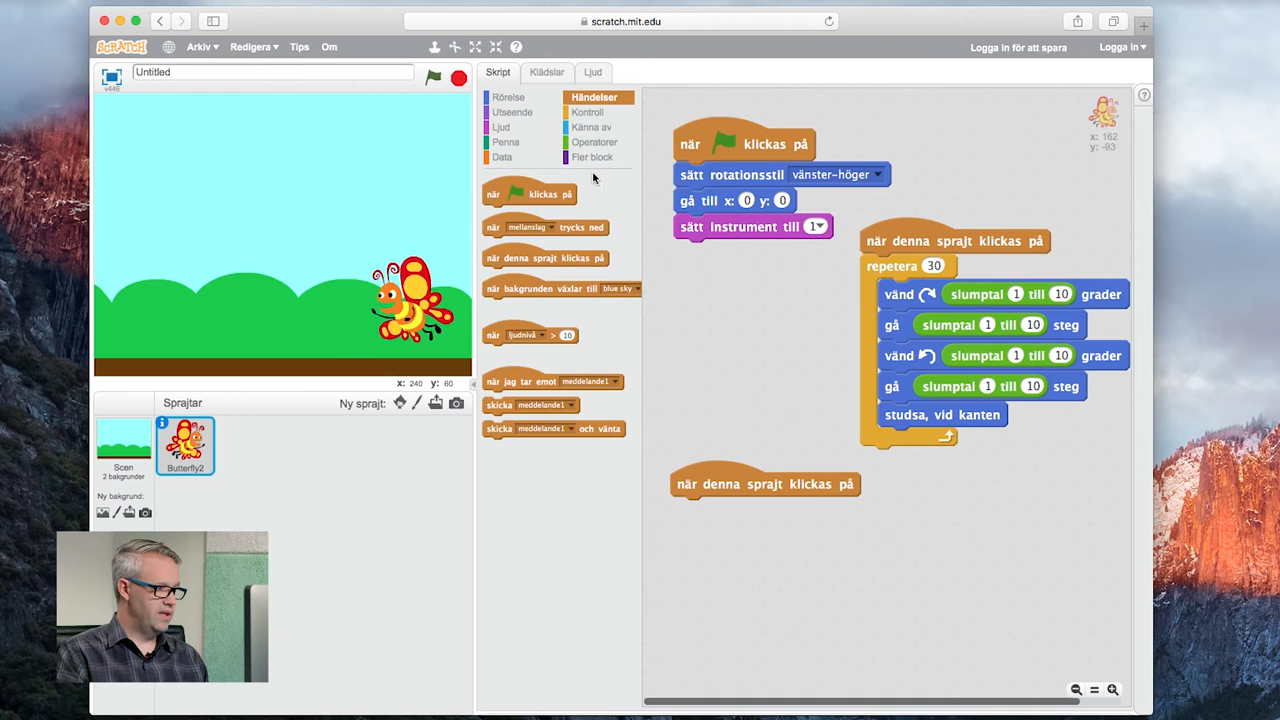 scratch.mit.edu
SCRATCH Arkiv Redigera Tips Om Logga in för att spara Logga in
v446
Untitled
Skript Klädslar Ljud
Rörelse Händelser
Utseende Kontroll
Ljud Känna av
Penna Operatorer
Data Fler block
när klickas på
när mellanslag trycks ned
när denna sprajt klickas på
när bakgrunden växlar till blue sky
när ljudnivå > 10
när jag tar emot meddelande1
skicka meddelande1
skicka meddelande1 och vänta
när klickas på
sätt rotationsstil vänster-höger
gå till x: 0 y: 0
sätt instrument till 1
när denna sprajt klickas på
repetera 30
vänd slumptal 1 till 10 grader
gå slumptal 1 till 10 steg
vänd slumptal 1 till 10 grader
gå slumptal 1 till 10 steg
studsa, vid kanten
när denna sprajt klickas på
x: 162
y: -93
x: 240 y: 60
Sprajtar Ny sprajt:
Scen
2 bakgrunder
Butterfly2
Ny bakgrund: